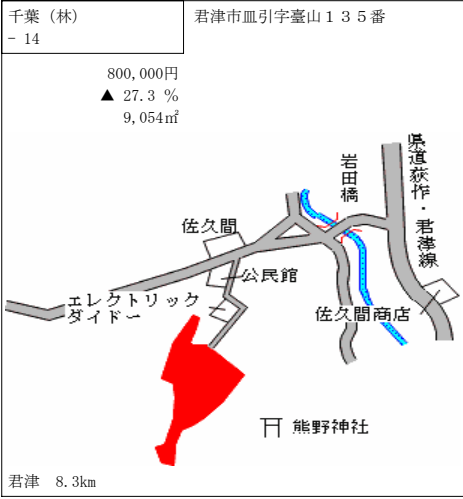 千葉（林）
－14
君津市皿引字臺山１３５番
800,000円
▲ 27.3 %
9,054㎡
県道荻作・君津線
岩田橋
佐久間
公民館
エレクトリック
ダイドー
佐久間商店
熊野神社
君津 8.3km